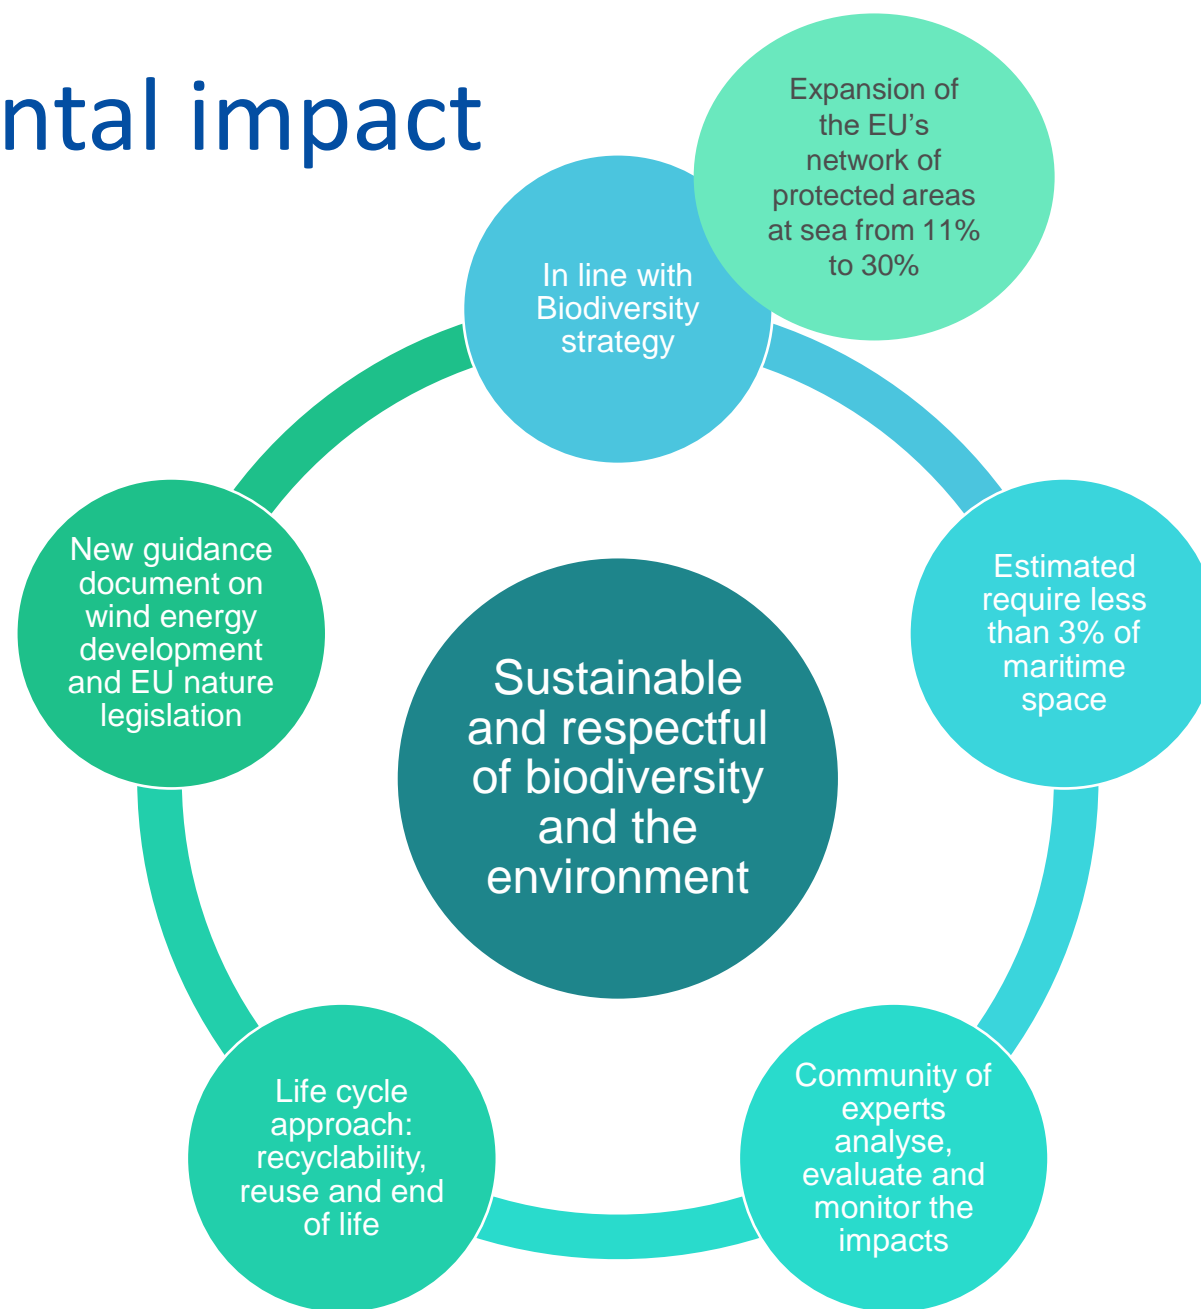 ntal impact
Expansion of
the EU’s
network of
protected areas
at sea from 11%
to 30%
In line with
Biodiversity
strategy
Estimated
require less
than 3% of
maritime
space
Community of
experts
analyse,
evaluate and
monitor the
impacts
Life cycle
approach:
recyclability,
reuse and end
of life
New guidance
document on
wind energy
development
and EU nature
legislation
Sustainable
and respectful
of biodiversity
and the
environment